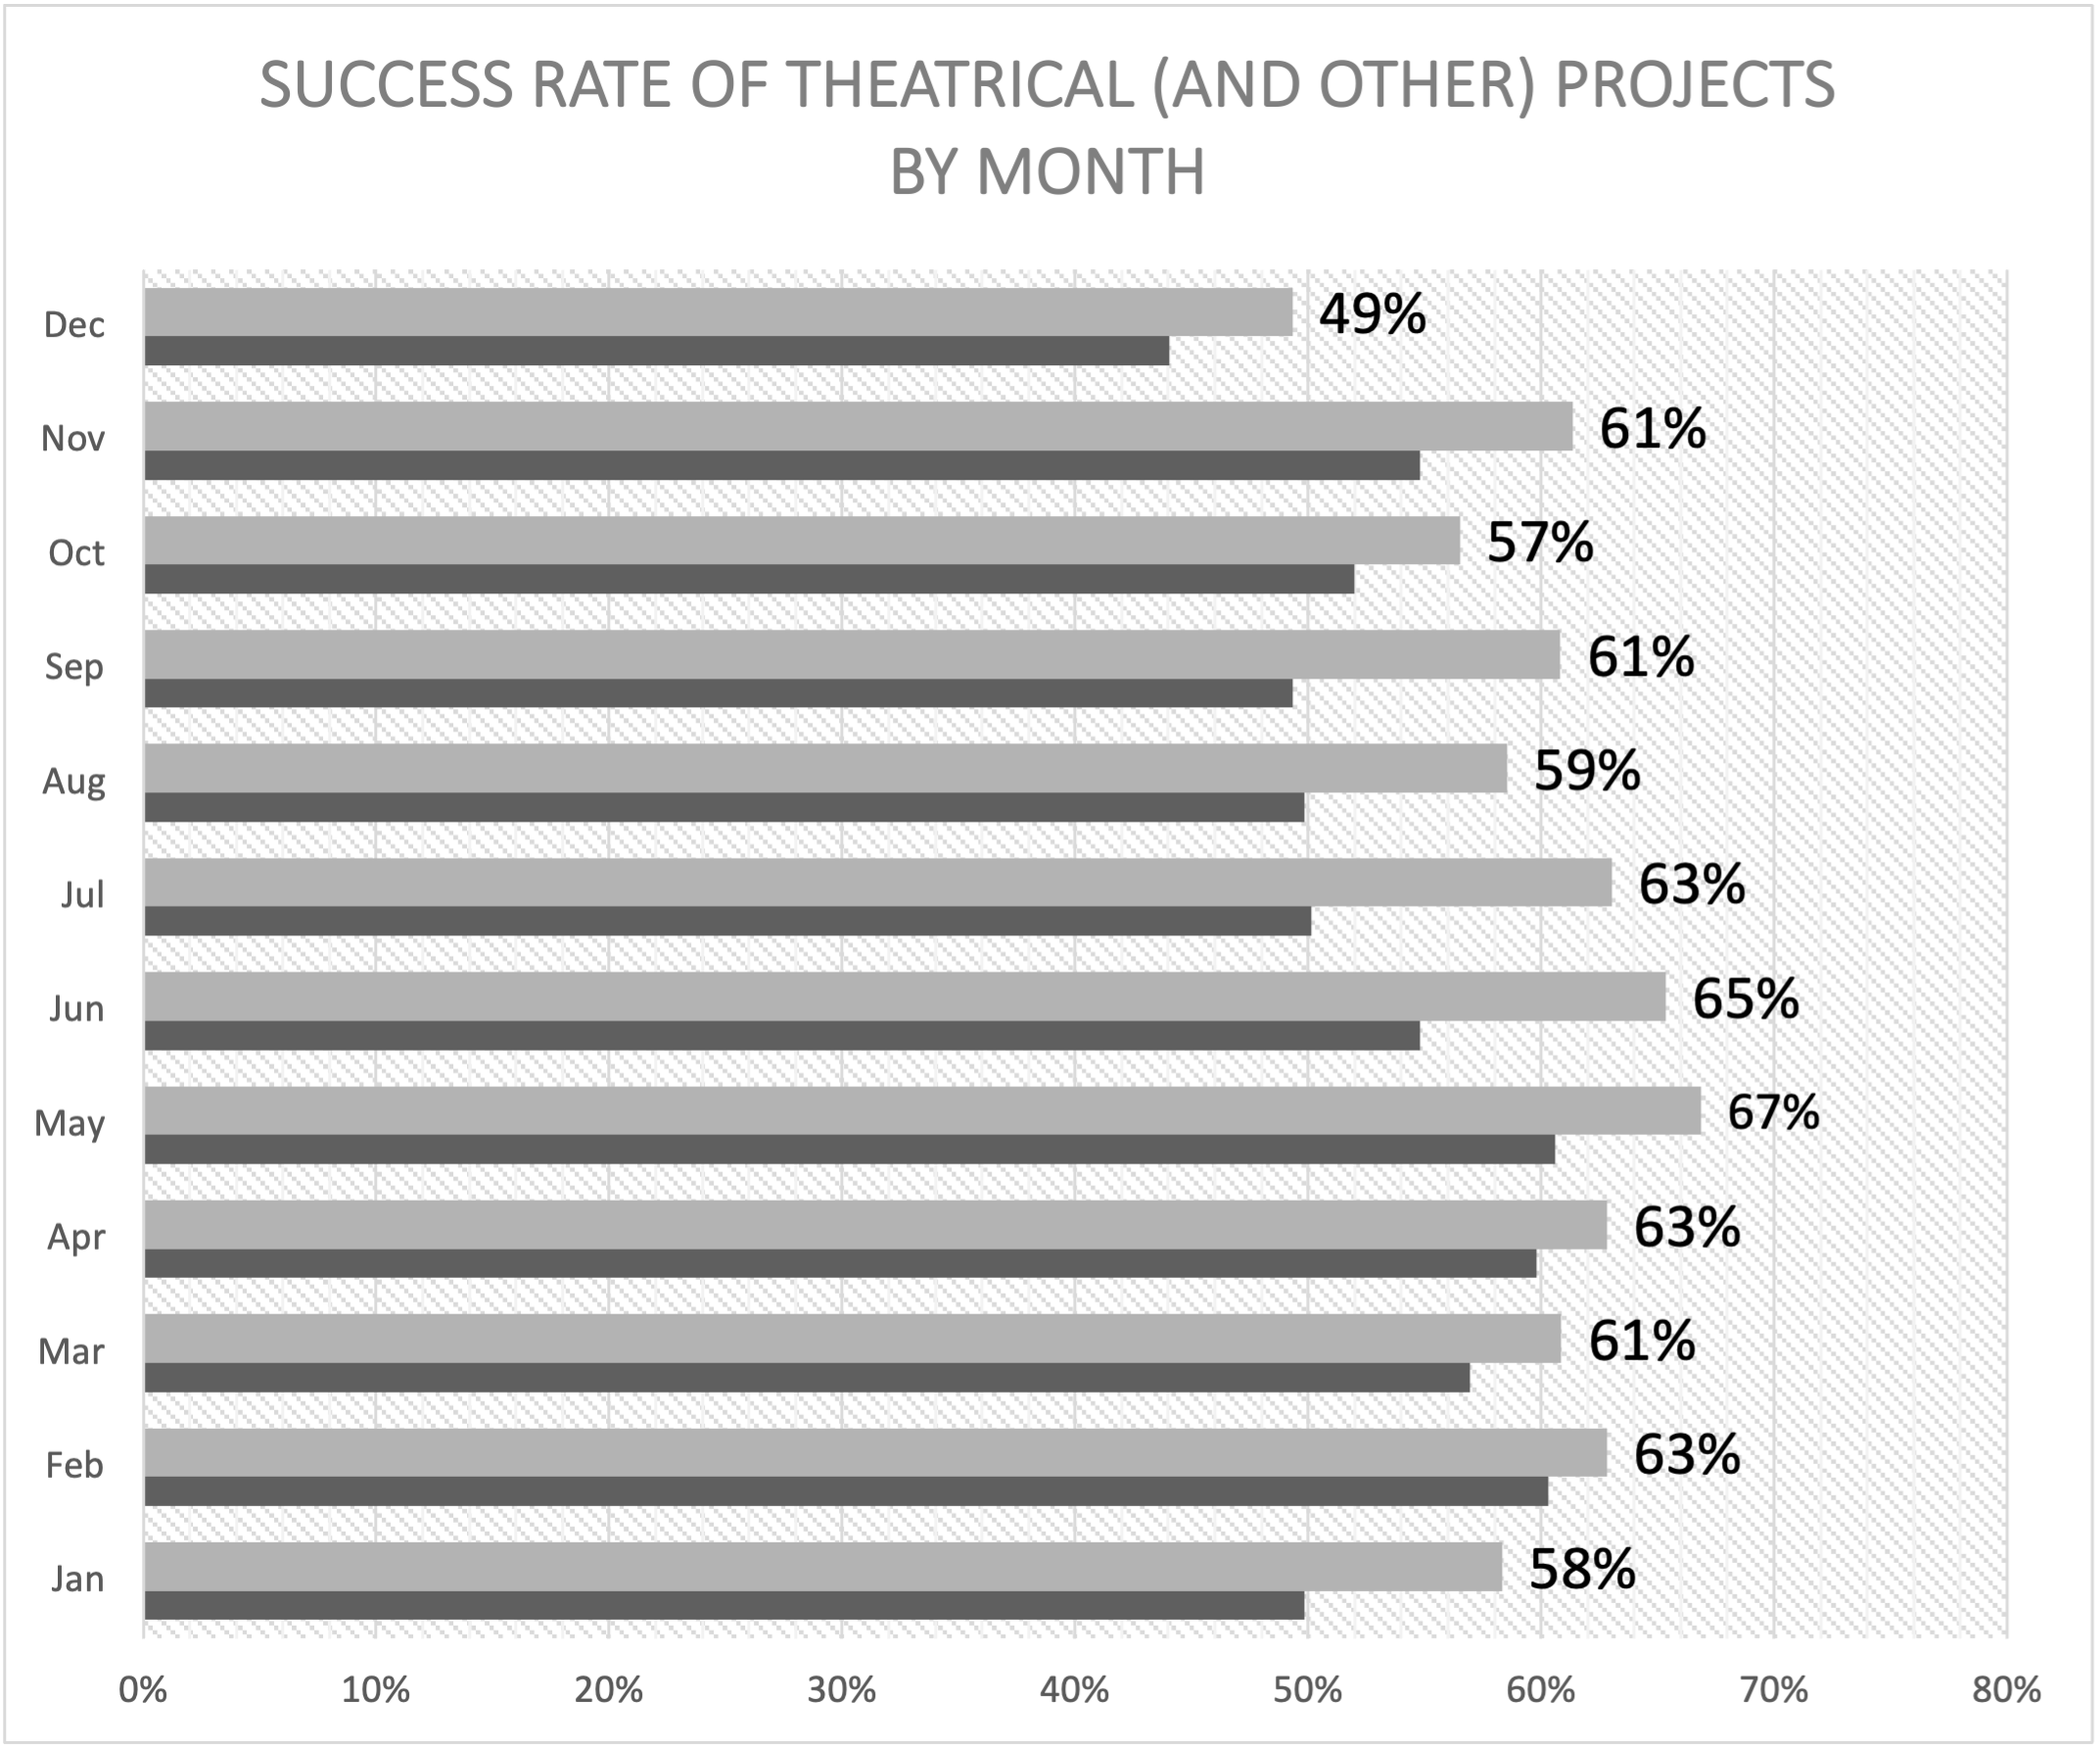 SUCCESS RATE OF THEATRICAL (AND OTHER) PROJECTS
BY MONTH
Dec 49%
Nov 61%
Oct 57%
Sep 61%
Aug 59%
Jul 63%
Jun 65%
May 67%
Apr 63%
Mar 61%
Feb 63%
Jan 58%
0% 10% 20% 30% 40% 50% 60% 70% 80%